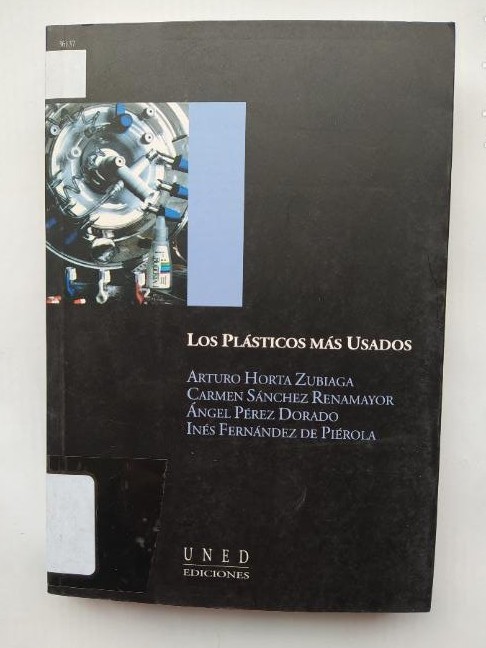 LOS PLÁSTICOS MÁS USADOS
ARTURO HORTA ZUBIAGA
CARMEN SÁNCHEZ RENAMAYOR
ÁNGEL PÉREZ DORADO
INÉS FERNÁNDEZ DE PIÉROLA
UNED
EDICIONES